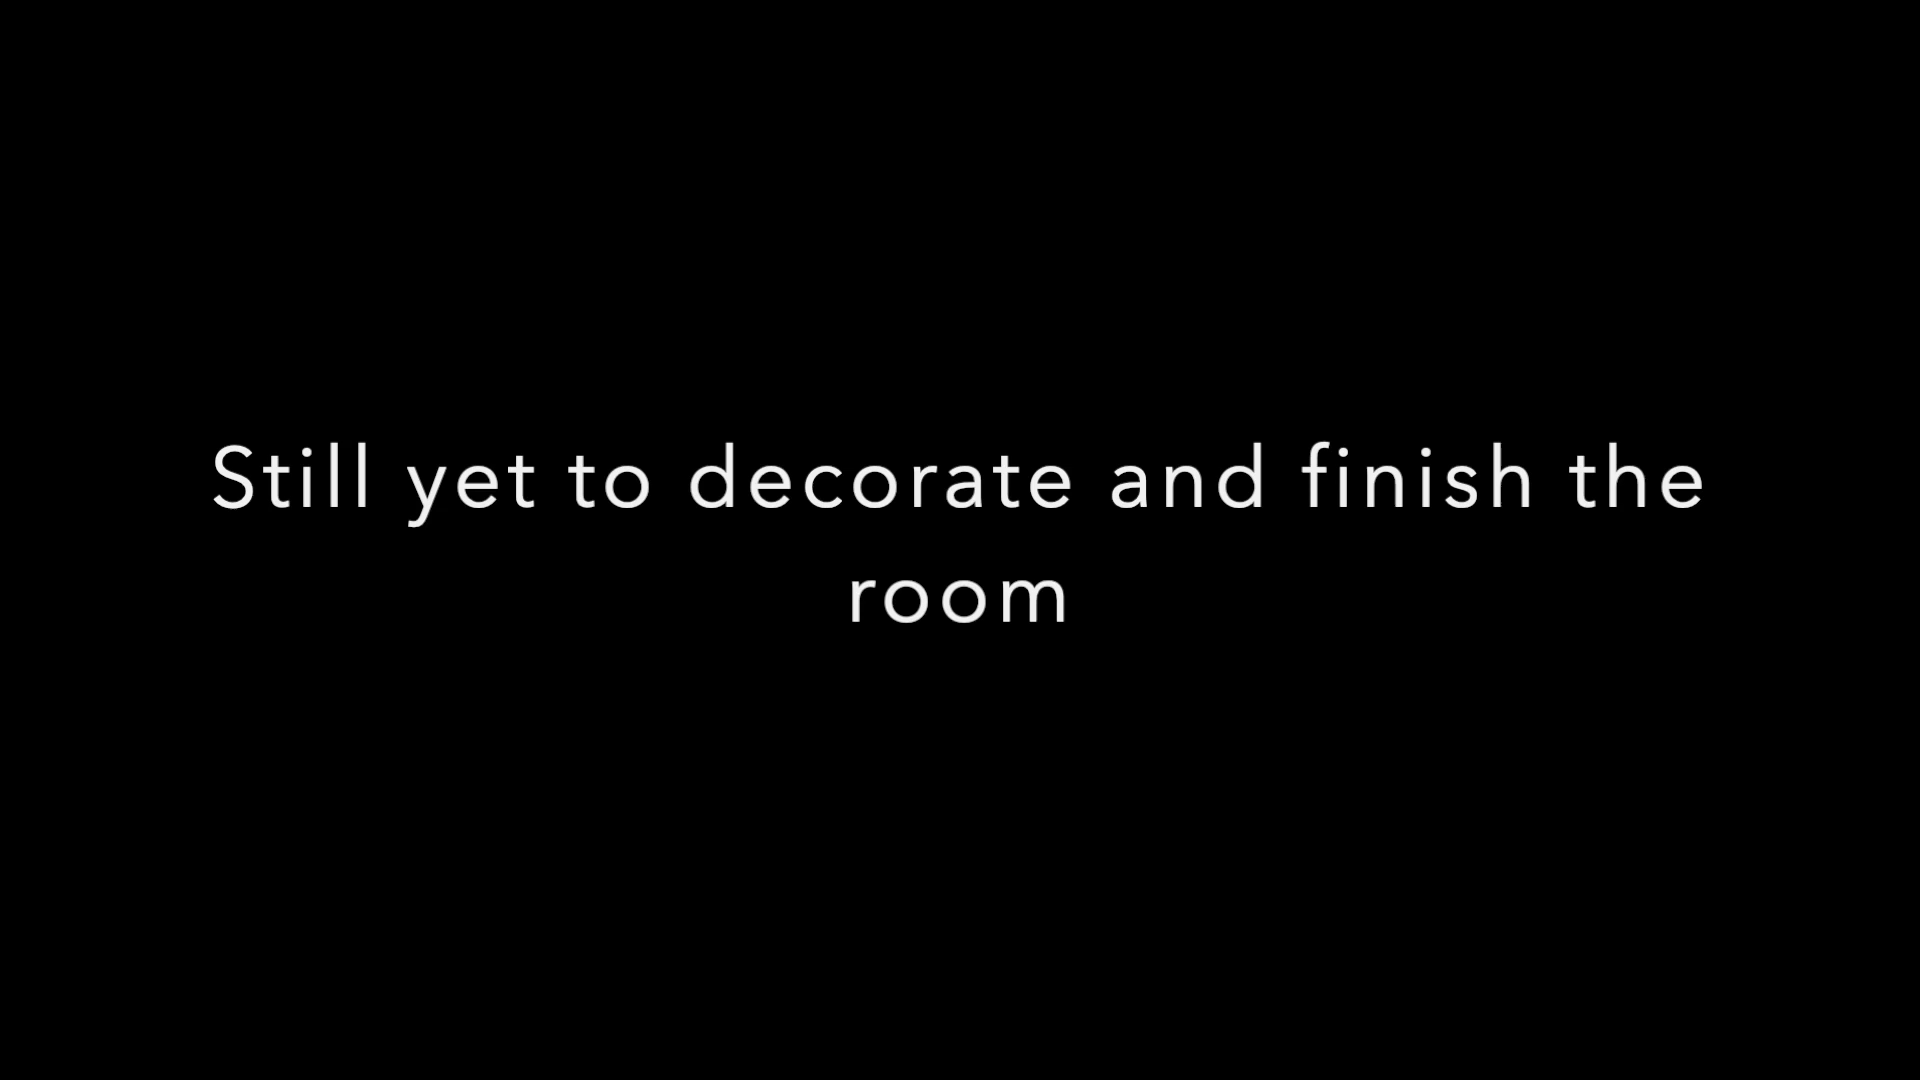 Still yet to decorate and finish the
room